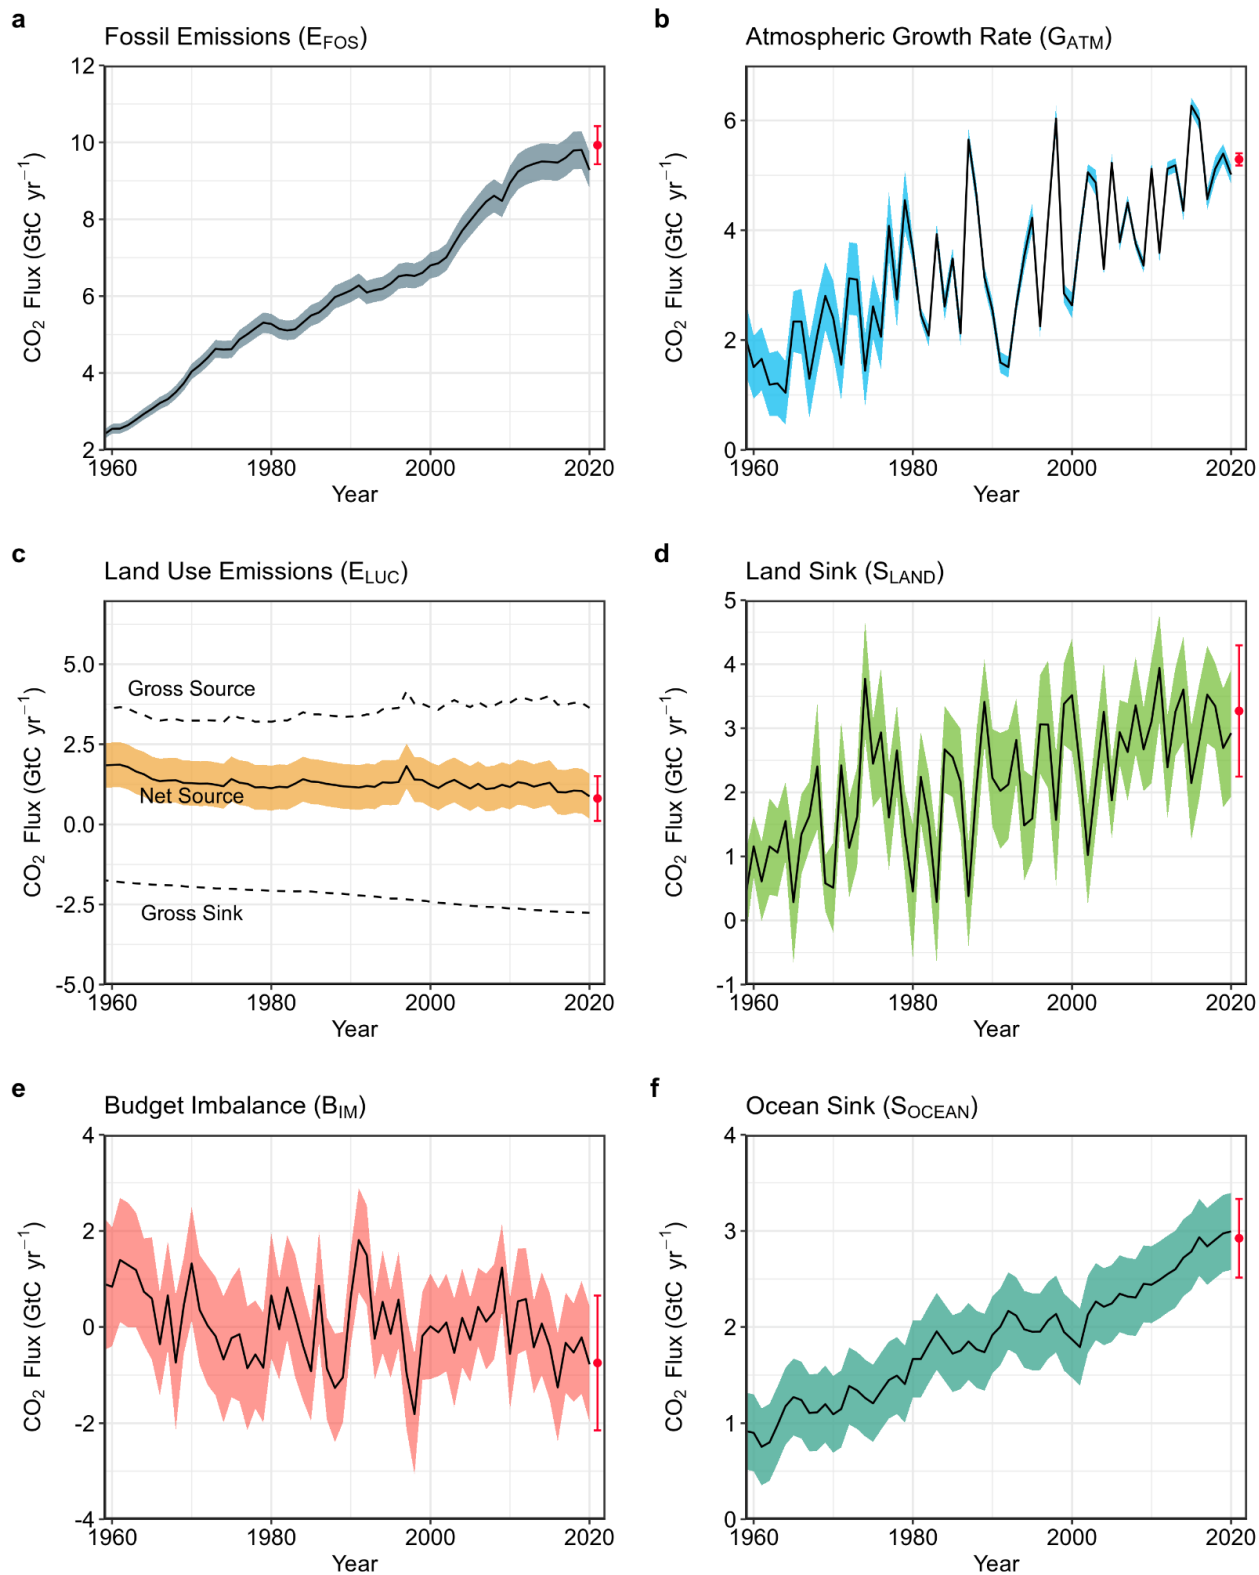 a
Fossil Emissions (E_FOS)
12
10
8
6
4
2
CO₂ Flux (GtC yr⁻¹)
1960 1980 2000 2020
Year
b
Atmospheric Growth Rate (G_ATM)
6
4
2
0
CO₂ Flux (GtC yr⁻¹)
1960 1980 2000 2020
Year
c
Land Use Emissions (E_LUC)
5.0
2.5
0.0
-2.5
-5.0
CO₂ Flux (GtC yr⁻¹)
Gross Source
Net Source
Gross Sink
1960 1980 2000 2020
Year
d
Land Sink (S_LAND)
5
4
3
2
1
0
-1
CO₂ Flux (GtC yr⁻¹)
1960 1980 2000 2020
Year
e
Budget Imbalance (B_IM)
4
2
0
-2
-4
CO₂ Flux (GtC yr⁻¹)
1960 1980 2000 2020
Year
f
Ocean Sink (S_OCEAN)
4
3
2
1
0
CO₂ Flux (GtC yr⁻¹)
1960 1980 2000 2020
Year